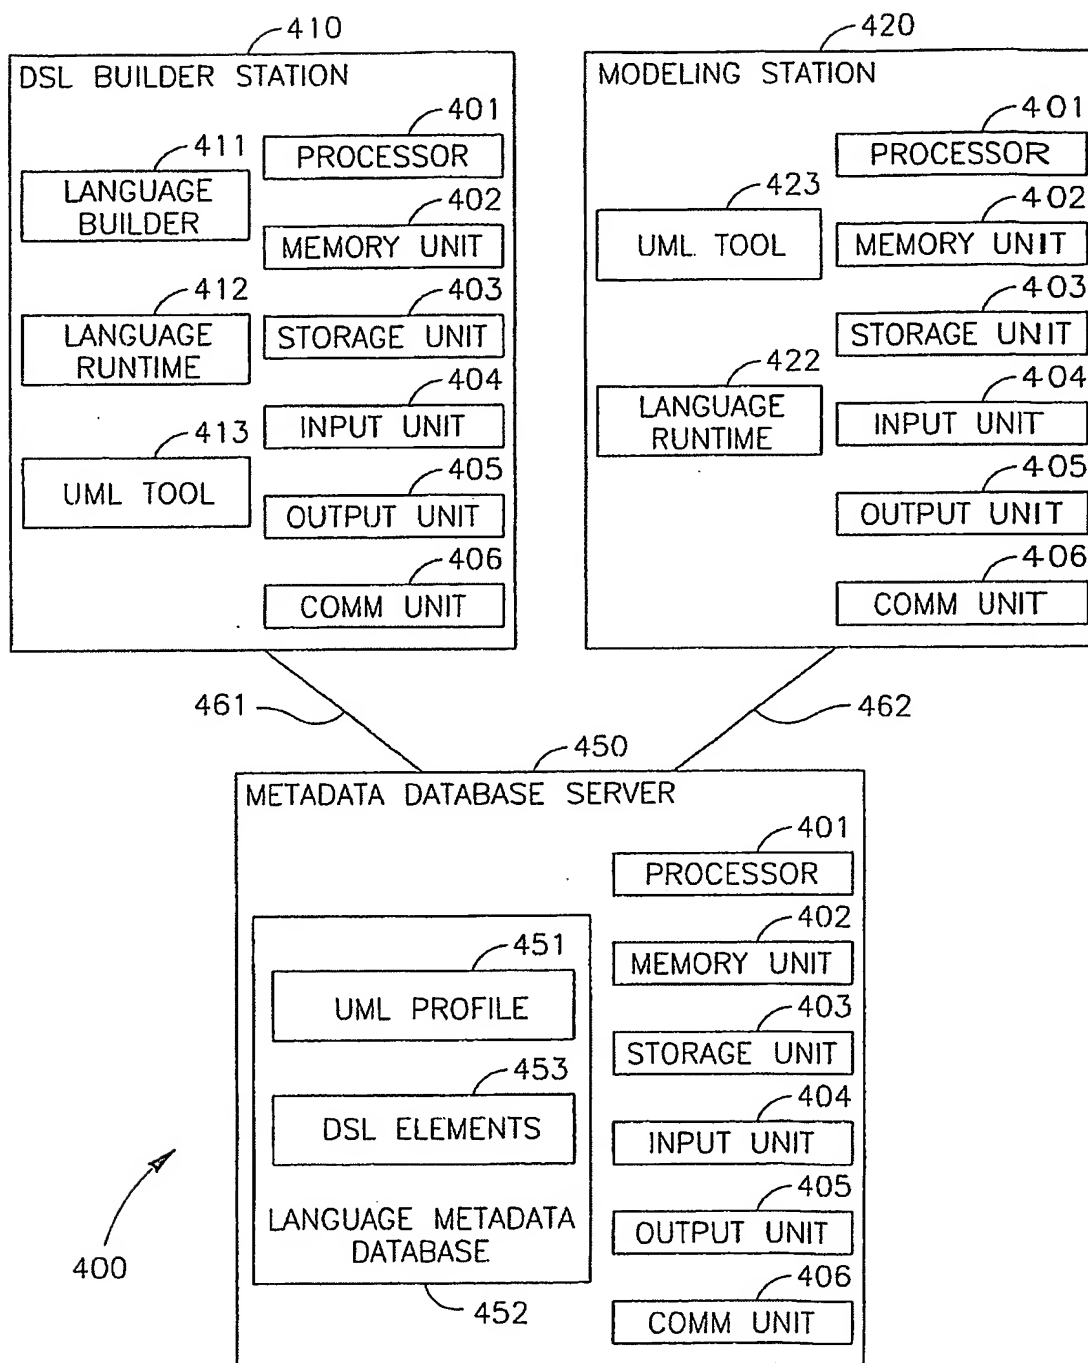 410
DSL BUILDER STATION
401
PROCESSOR
411
LANGUAGE
BUILDER
402
MEMORY UNIT
412
LANGUAGE
RUNTIME
403
STORAGE UNIT
404
INPUT UNIT
413
UML TOOL
405
OUTPUT UNIT
406
COMM UNIT
420
MODELING STATION
401
PROCESSOR
423
UML TOOL
402
MEMORY UNIT
403
STORAGE UNIT
422
LANGUAGE
RUNTIME
404
INPUT UNIT
405
OUTPUT UNIT
406
COMM UNIT
461
462
450
METADATA DATABASE SERVER
401
PROCESSOR
451
UML PROFILE
402
MEMORY UNIT
453
DSL ELEMENTS
403
STORAGE UNIT
404
INPUT UNIT
LANGUAGE METADATA
DATABASE
452
405
OUTPUT UNIT
406
COMM UNIT
400